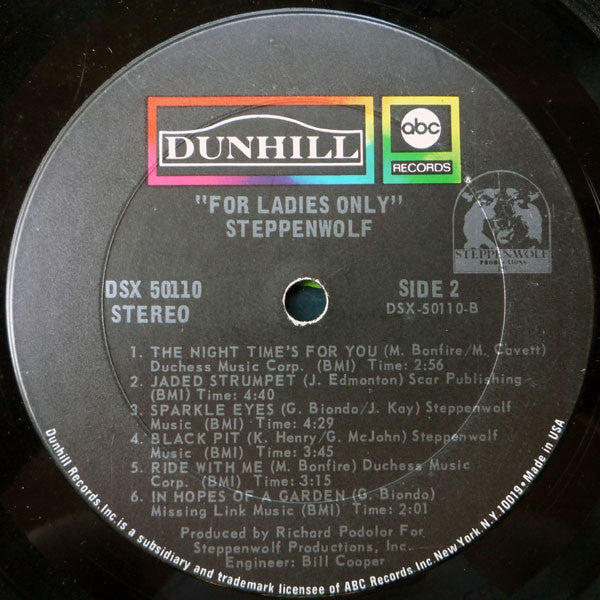 DUNHILL
abc
RECORDS
"FOR LADIES ONLY"
STEPPENWOLF
STEPPENWOLF
PRODUCTIONS
DSX 50110
STEREO
SIDE 2
DSX-50110-B
1. THE NIGHT TIME'S FOR YOU (M. Bonfire/M. Cavett)
Duchess Music Corp. (BMI) Time: 2:56
2. JADED STRUMPET (J. Edmonton) Scar Publishing
(BMI) Time: 4:40
3. SPARKLE EYES (G. Biondo/J. Kay) Steppenwolf
Music (BMI) Time: 4:29
4. BLACK PIT (K. Henry/G. McJohn) Steppenwolf
Music (BMI) Time: 3:45
5. RIDE WITH ME (M. Bonfire) Duchess Music
Corp. (BMI) Time: 3:15
6. IN HOPES OF A GARDEN (G. Biondo)
Missing Link Music (BMI) Time: 2:01
Produced by Richard Podolor For
Steppenwolf Productions, Inc.
Engineer: Bill Cooper
Dunhill Records, Inc. is a subsidiary and trademark licensee of ABC Records Inc. New York, N.Y. 10019 • Made in USA